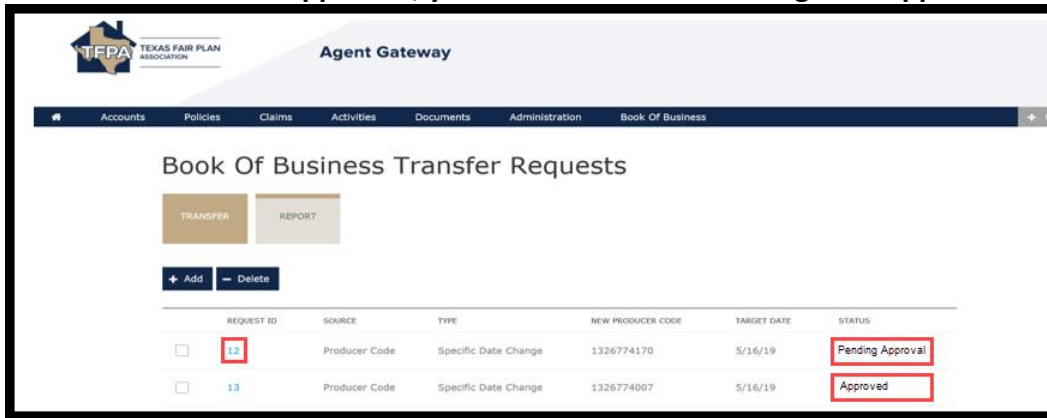 TFPA TEXAS FAIR PLAN
ASSOCIATION
Agent Gateway
Accounts Policies Claims Activities Documents Administration Book Of Business +
Book Of Business Transfer Requests
TRANSFER REPORT
+ Add − Delete
REQUEST ID SOURCE TYPE NEW PRODUCER CODE TARGET DATE STATUS
12 Producer Code Specific Date Change 1326774170 5/16/19 Pending Approval
13 Producer Code Specific Date Change 1326774007 5/16/19 Approved